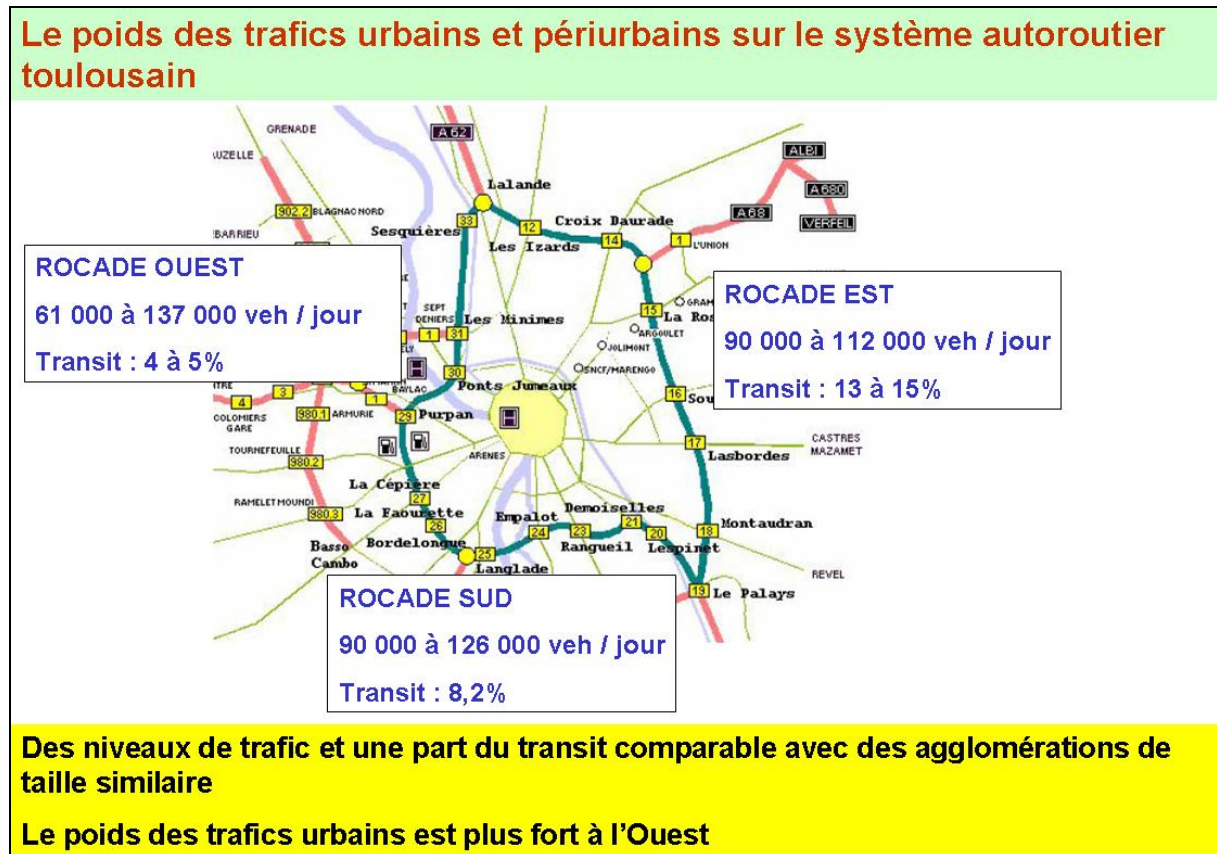 Le poids des trafics urbains et périurbains sur le système autoroutier
toulousain
GRENADE
A 62
ALBI
A 680
VERFEIL
A 68
Lalande
902.2 BLAGNAC NORD
33
Sesquières
12
Les Izards
Croix Daurade
14
1 L'UNION
ROCADE OUEST
61 000 à 137 000 veh / jour
Transit : 4 à 5%
SEPT
DENIERS
1
31
Les Minimes
ROCADE EST
90 000 à 112 000 veh / jour
Transit : 13 à 15%
15
ARGOULET
JOLIMONT
SNCF/MARENGO
30
Ponts Jumeaux
BAYLAC
16
3
4
1
COLOMIERS
GARE
980.1 ARMURIE
29 Purpan
H
H
17
Lasbordes
CASTRES
MAZAMET
TOURNEFEUILLE
980.2
ARENES
La Cépière
27
RAMELET MOUNDI
980.3
La Faourette
26
Basso
Cambo
Bordelongue
25
Langlade
Empalot
24
Demoiselles
23
Rangueil
21
20
Lespinet
18
Montaudran
REVEL
19 Le Palays
ROCADE SUD
90 000 à 126 000 veh / jour
Transit : 8,2%
Des niveaux de trafic et une part du transit comparable avec des agglomérations de
taille similaire
Le poids des trafics urbains est plus fort à l'Ouest